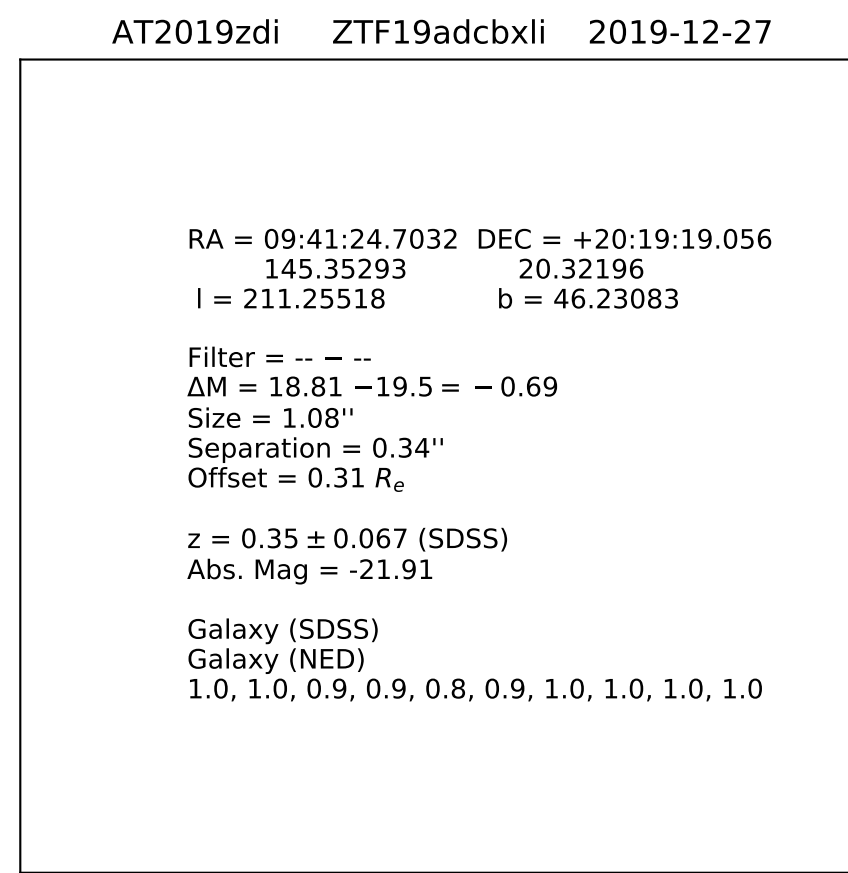 AT2019zdi ZTF19adcbxli 2019-12-27
RA = 09:41:24.7032 DEC = +20:19:19.056
145.35293 20.32196
l = 211.25518 b = 46.23083
Filter = -- − --
ΔM = 18.81 −19.5 = −0.69
Size = 1.08''
Separation = 0.34''
Offset = 0.31 Re
z = 0.35 ± 0.067 (SDSS)
Abs. Mag = -21.91
Galaxy (SDSS)
Galaxy (NED)
1.0, 1.0, 0.9, 0.9, 0.8, 0.9, 1.0, 1.0, 1.0, 1.0